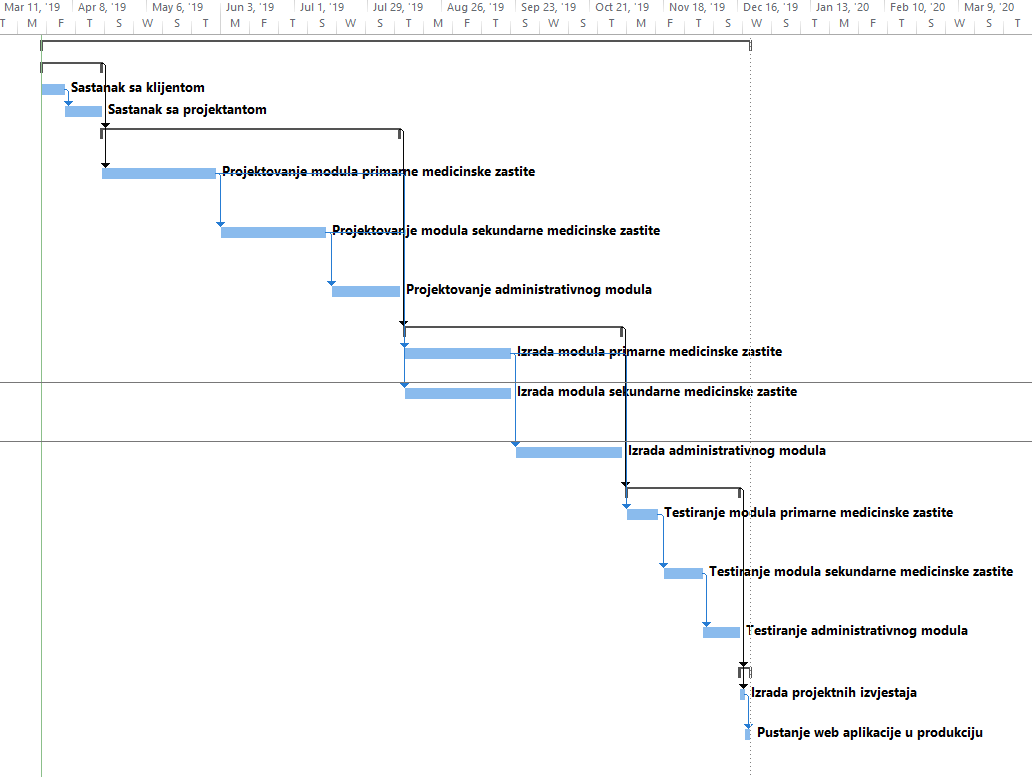 Mar 11, '19 Apr 8, '19 May 6, '19 Jun 3, '19 Jul 1, '19 Jul 29, '19 Aug 26, '19 Sep 23, '19 Oct 21, '19 Nov 18, '19 Dec 16, '19 Jan 13, '20 Feb 10, '20 Mar 9, '20
T M F T S W S T M F T S W S T M F T S W S T M F T S W S T M F T S W S T
Sastanak sa klijentom
Sastanak sa projektantom
Projektovanje modula primarne medicinske zastite
Projektovanje modula sekundarne medicinske zastite
Projektovanje administrativnog modula
Izrada modula primarne medicinske zastite
Izrada modula sekundarne medicinske zastite
Izrada administrativnog modula
Testiranje modula primarne medicinske zastite
Testiranje modula sekundarne medicinske zastite
Testiranje administrativnog modula
Izrada projektnih izvjestaja
Pustanje web aplikacije u produkciju